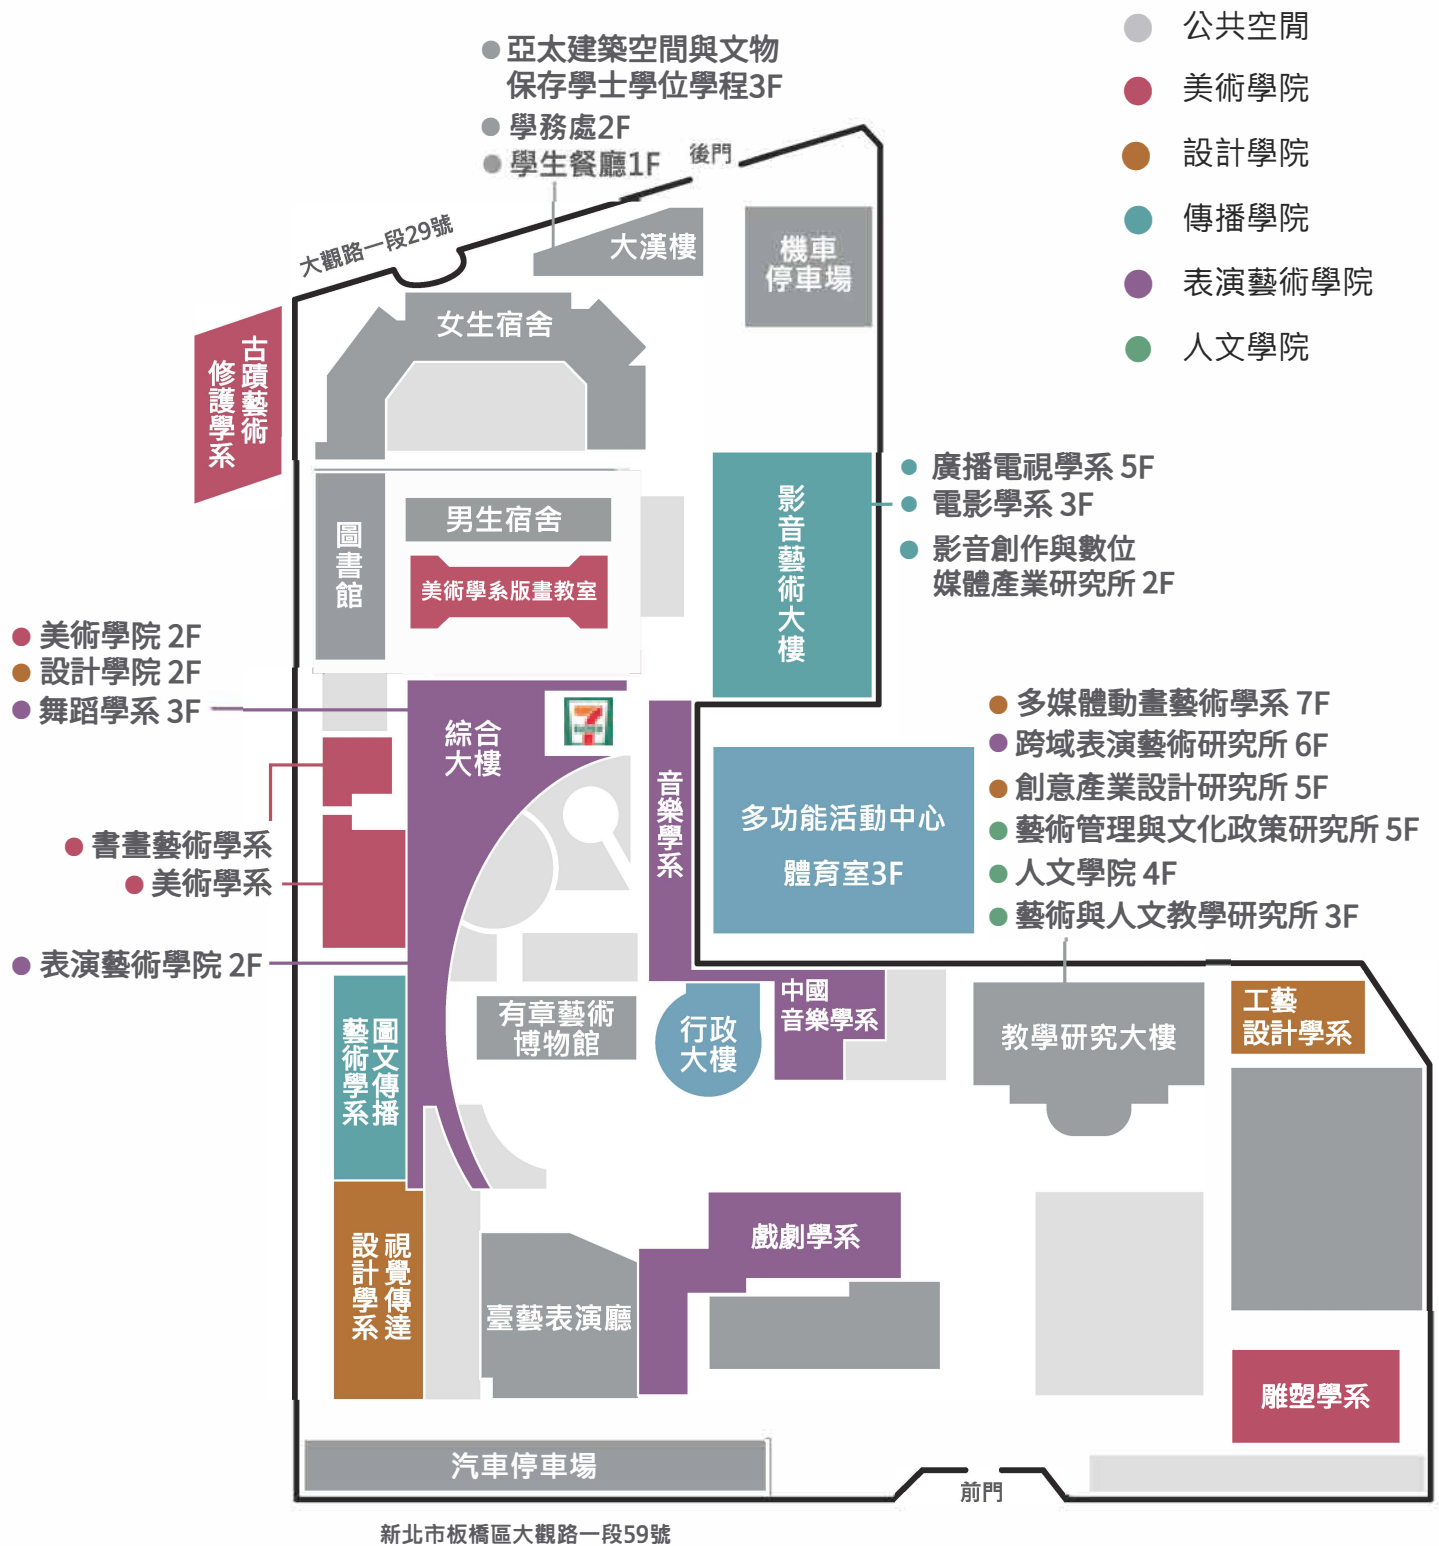 公共空間
美術學院
設計學院
傳播學院
表演藝術學院
人文學院
亞太建築空間與文物
保存學士學位學程3F
學務處2F
學生餐廳1F
後門
大觀路一段29號
大漢樓
機車
停車場
女生宿舍
古蹟藝術
修護學系
圖書館
男生宿舍
美術學系版畫教室
影音藝術大樓
廣播電視學系 5F
電影學系 3F
影音創作與數位
媒體產業研究所 2F
美術學院 2F
設計學院 2F
舞蹈學系 3F
綜合
大樓
7
音樂學系
多功能活動中心
體育室3F
多媒體動畫藝術學系 7F
跨域表演藝術研究所 6F
創意產業設計研究所 5F
藝術管理與文化政策研究所 5F
人文學院 4F
藝術與人文教學研究所 3F
書畫藝術學系
美術學系
表演藝術學院 2F
圖文傳播
藝術學系
有章藝術
博物館
行政
大樓
中國
音樂學系
教學研究大樓
工藝
設計學系
視覺傳達
設計學系
臺藝表演廳
戲劇學系
雕塑學系
汽車停車場
前門
新北市板橋區大觀路一段59號